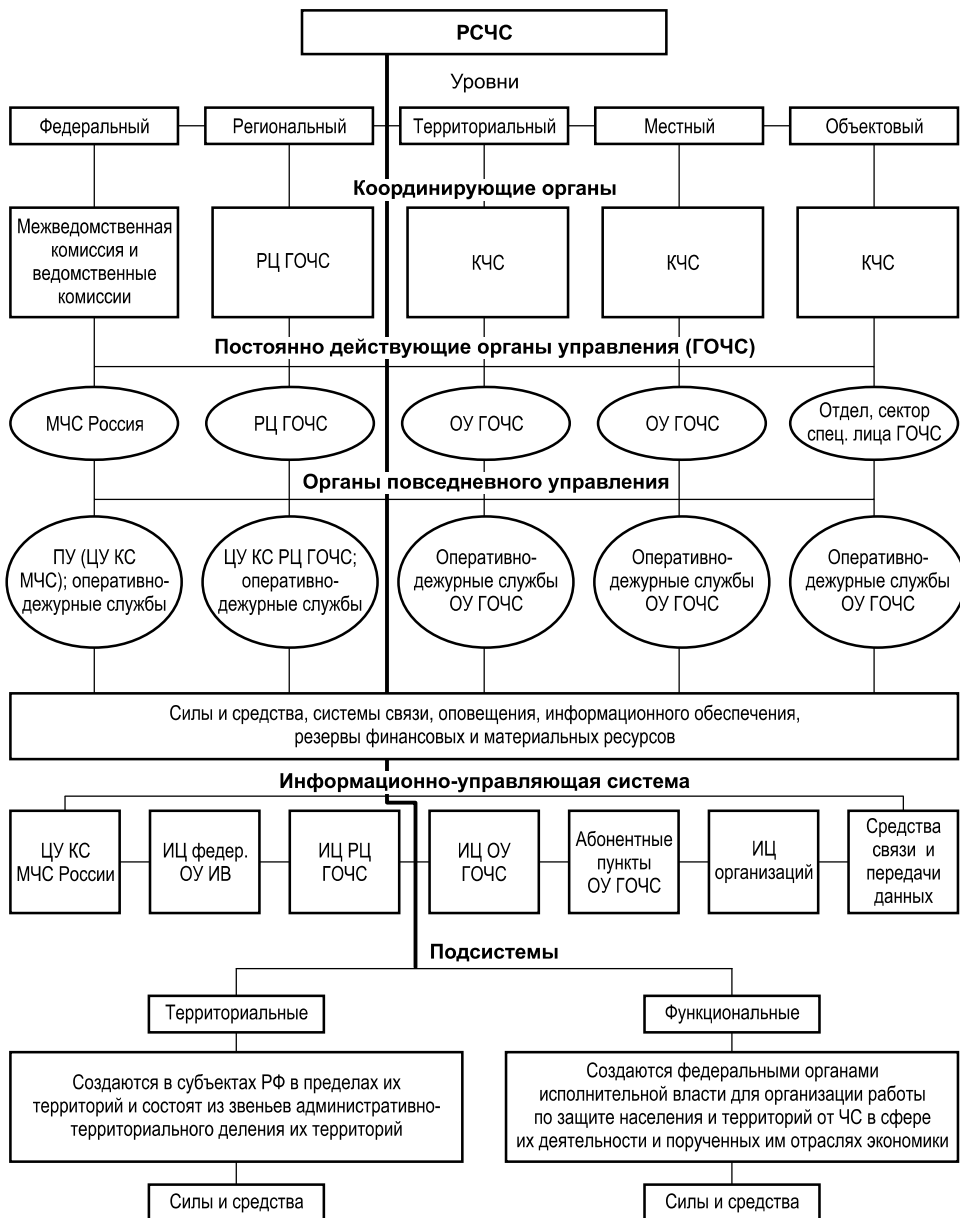 РСЧС
Уровни
Федеральный
Региональный
Территориальный
Местный
Объектовый
Координирующие органы
Межведомственная
комиссия и
ведомственные
комиссии
РЦ ГОЧС
КЧС
КЧС
КЧС
Постоянно действующие органы управления (ГОЧС)
МЧС Россия
РЦ ГОЧС
ОУ ГОЧС
ОУ ГОЧС
Отдел, сектор
спец. лица ГОЧС
Органы повседневного управления
ПУ (ЦУ КС
МЧС); оперативно-
дежурные службы
ЦУ КС РЦ ГОЧС;
оперативно-
дежурные службы
Оперативно-
дежурные службы
ОУ ГОЧС
Оперативно-
дежурные службы
ОУ ГОЧС
Оперативно-
дежурные службы
ОУ ГОЧС
Силы и средства, системы связи, оповещения, информационного обеспечения,
резервы финансовых и материальных ресурсов
Информационно-управляющая система
ЦУ КС
МЧС России
ИЦ федер.
ОУ ИВ
ИЦ РЦ
ГОЧС
ИЦ ОУ
ГОЧС
Абонентные
пункты
ОУ ГОЧС
ИЦ
организаций
Средства
связи и
передачи
данных
Подсистемы
Территориальные
Функциональные
Создаются в субъектах РФ в пределах их
территорий и состоят из звеньев административно-
территориального деления их территорий
Создаются федеральными органами
исполнительной власти для организации работы
по защите населения и территорий от ЧС в сфере
их деятельности и порученных им отраслях экономики
Силы и средства
Силы и средства